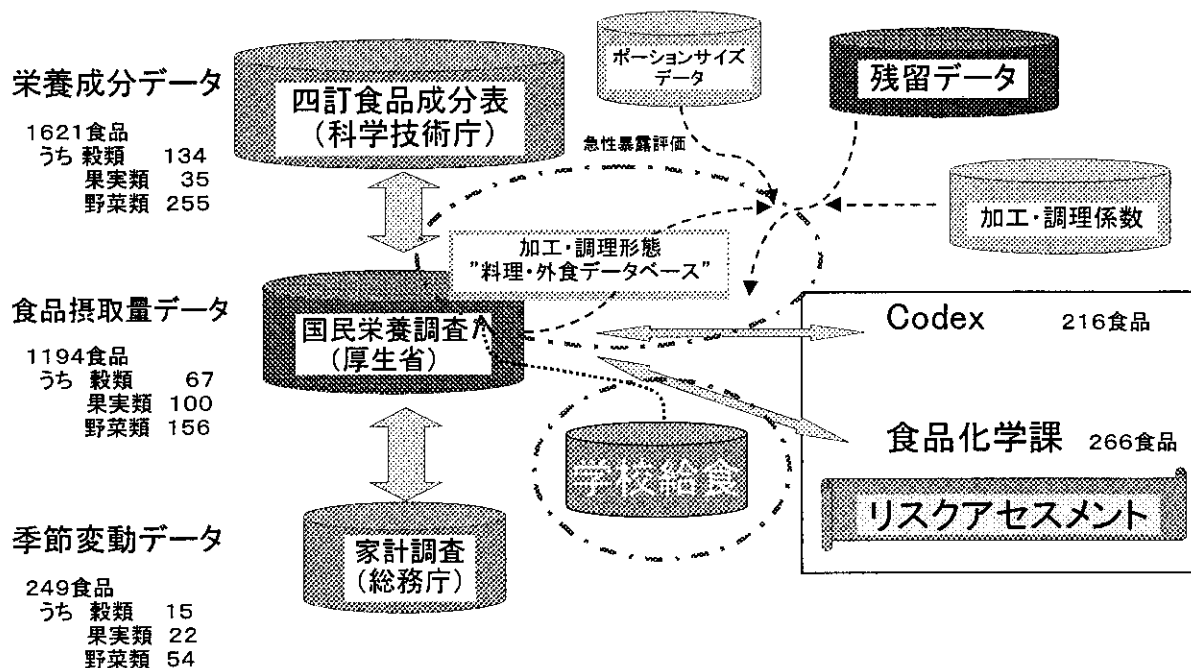 栄養成分データ
1621食品
うち 穀類 134
果実類 35
野菜類 255
四訂食品成分表
(科学技術庁)
ポーションサイズ
データ
残留データ
急性暴露評価
加工・調理係数
加工・調理形態
"料理・外食データベース"
食品摂取量データ
1194食品
うち 穀類 67
果実類 100
野菜類 156
国民栄養調査
(厚生省)
Codex 216食品
食品化学課 266食品
リスクアセスメント
学校給食
季節変動データ
249食品
うち 穀類 15
果実類 22
野菜類 54
家計調査
(総務庁)